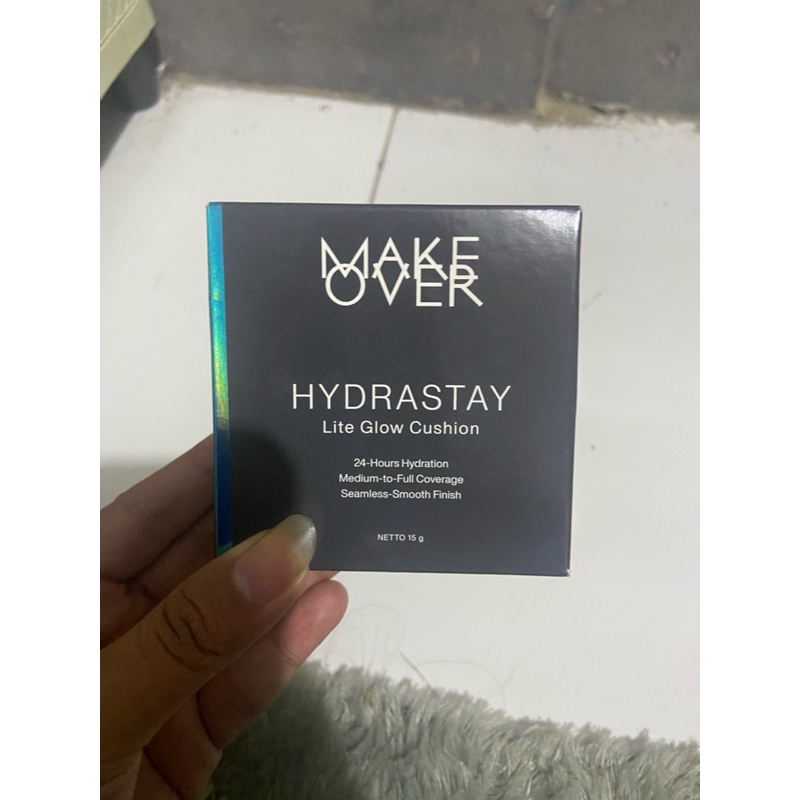 MAKE
OVER
HYDRASTAY
Lite Glow Cushion
24-Hours Hydration
Medium-to-Full Coverage
Seamless-Smooth Finish
NETTO 15 g